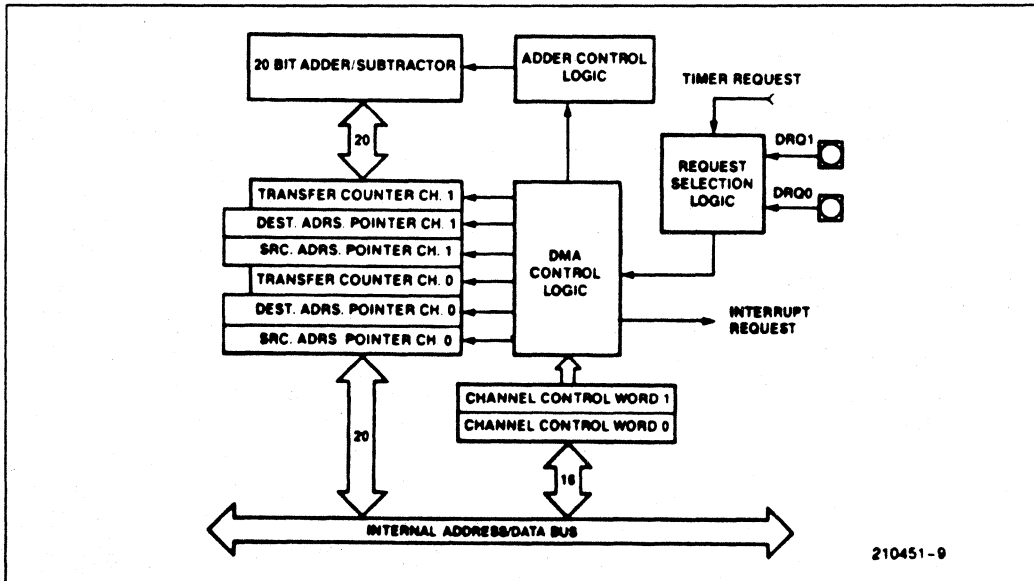 20 BIT ADDER/SUBTRACTOR
ADDER CONTROL
LOGIC
TIMER REQUEST
20
DRQ1
REQUEST
SELECTION
LOGIC
DRQ0
TRANSFER COUNTER CH. 1
DEST. ADRS. POINTER CH. 1
SRC. ADRS. POINTER CH. 1
TRANSFER COUNTER CH. 0
DEST. ADRS. POINTER CH. 0
SRC. ADRS POINTER CH. 0
DMA
CONTROL
LOGIC
INTERRUPT
REQUEST
CHANNEL CONTROL WORD 1
CHANNEL CONTROL WORD 0
20
16
INTERNAL ADDRESS/DATA BUS
210451-9